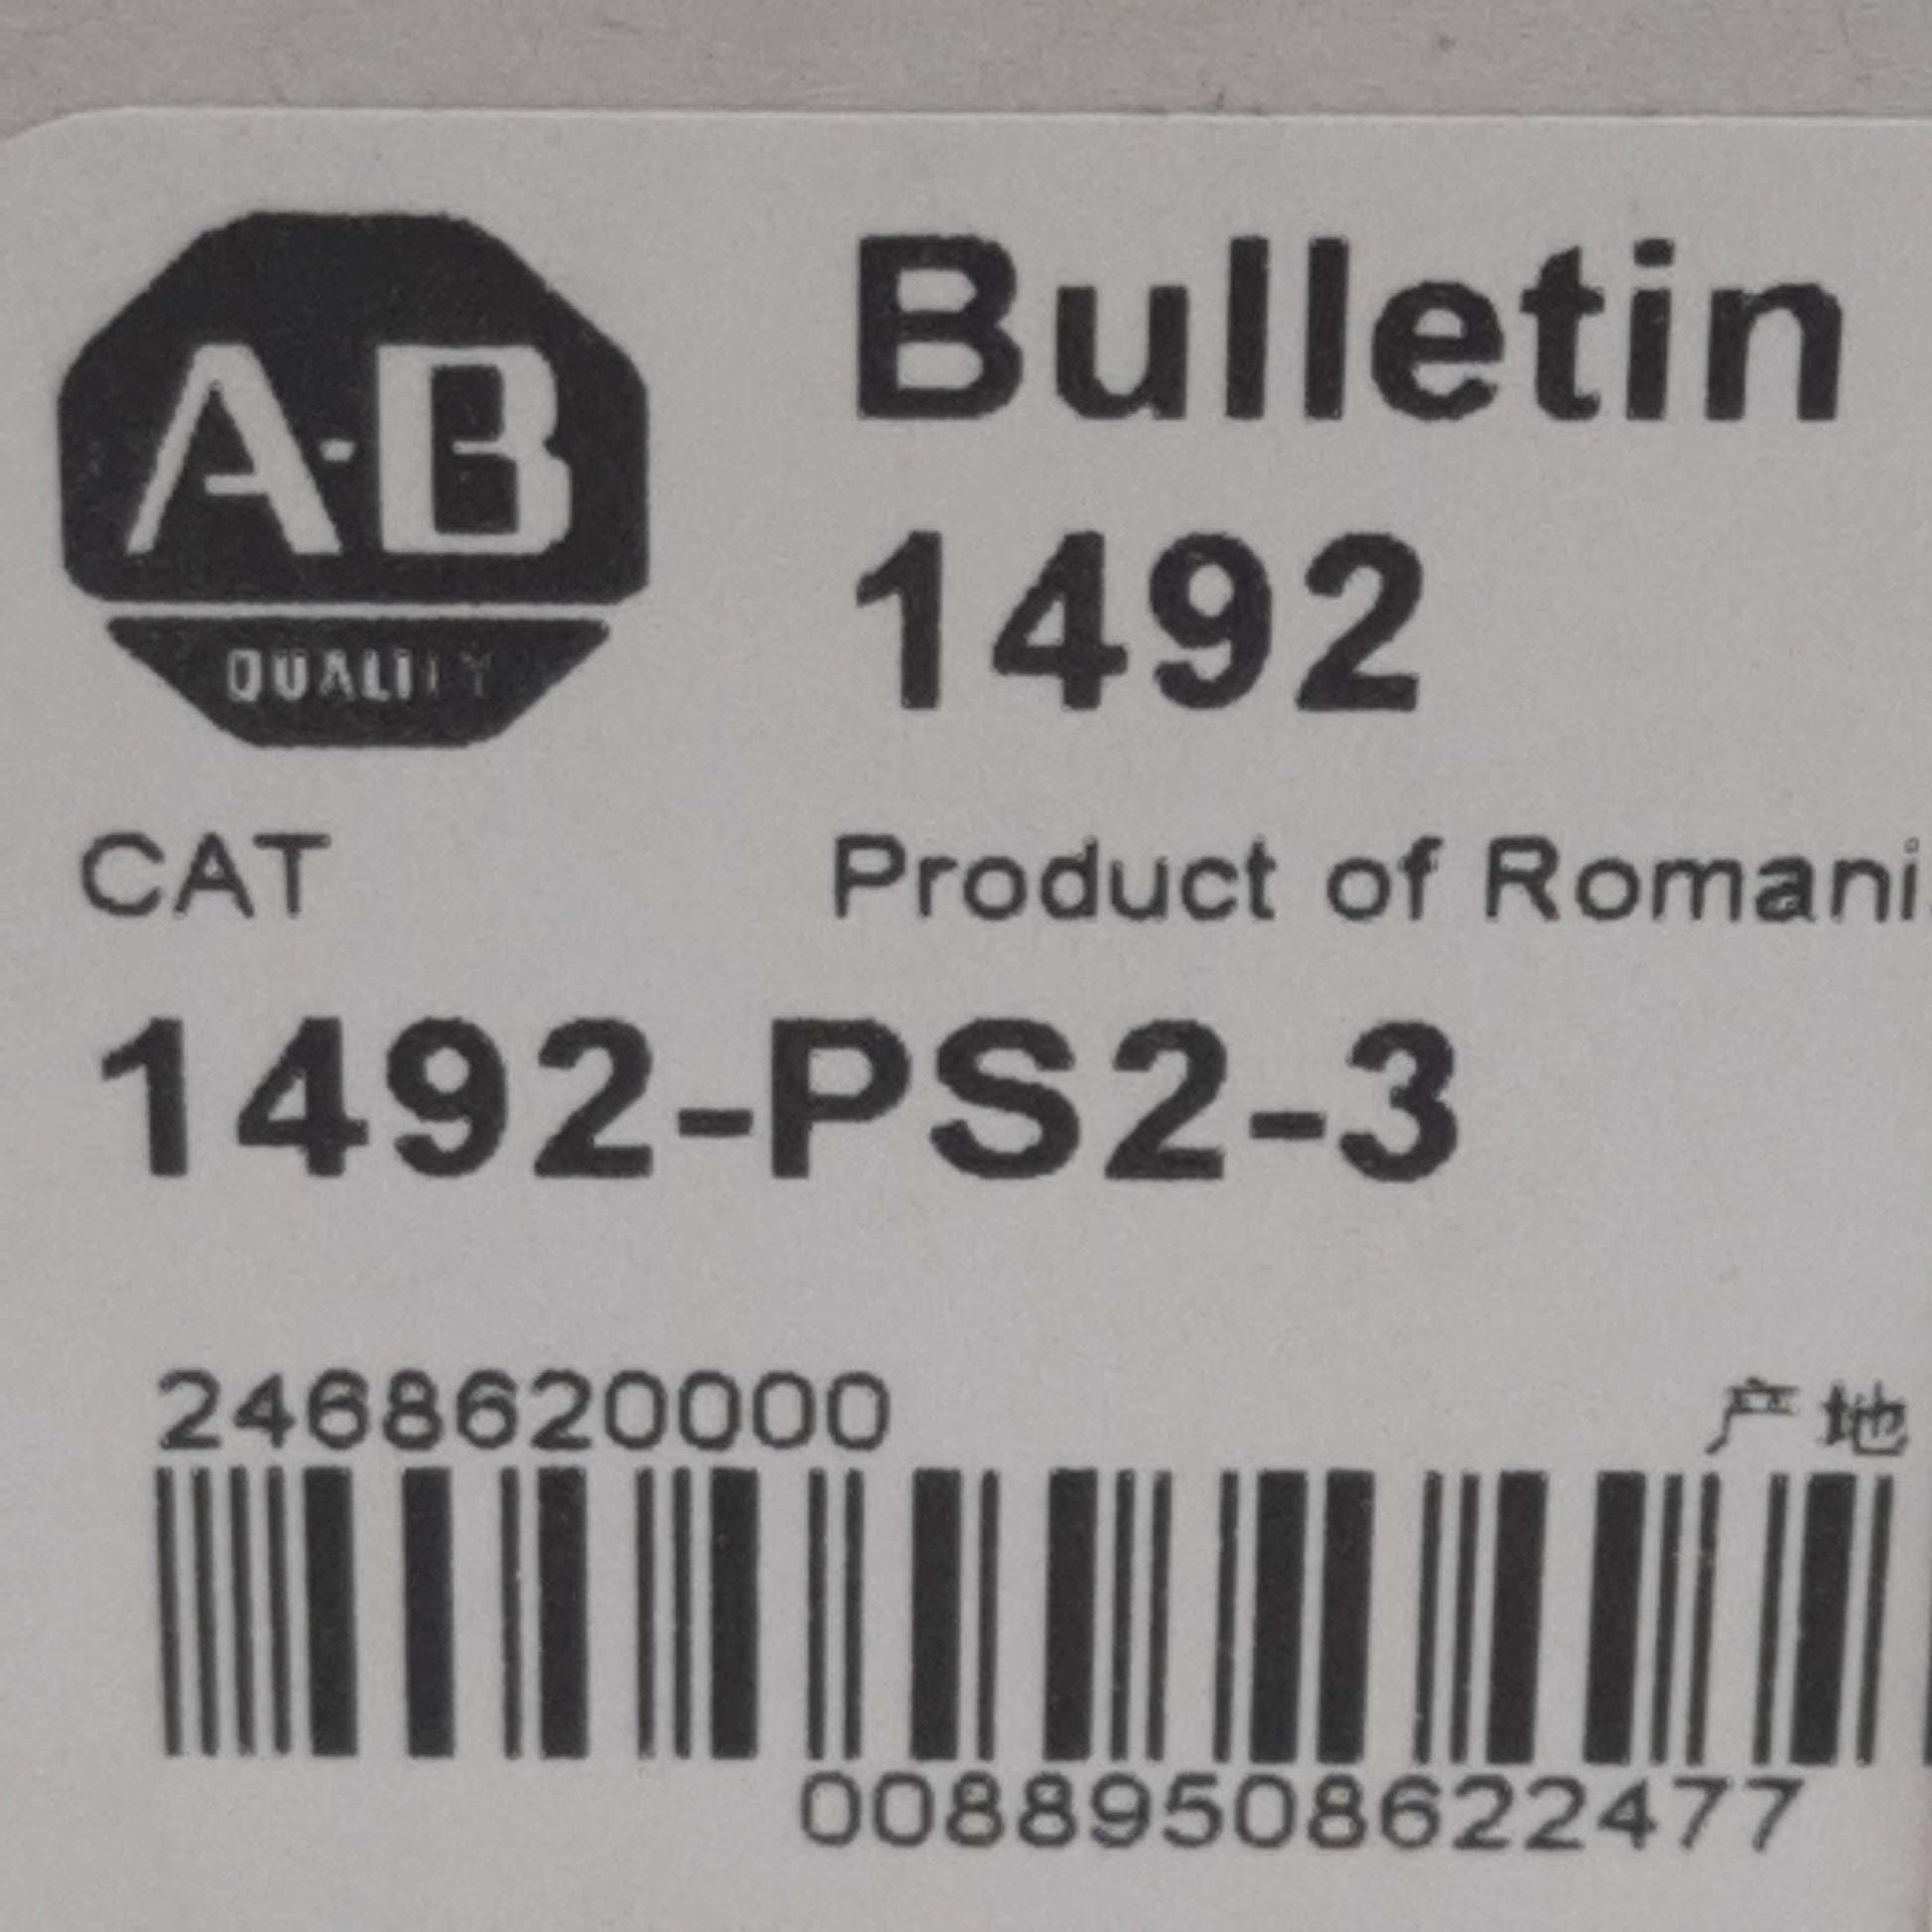 A-B
QUALITY
Bulletin
1492
CAT
Product of Romani
1492-PS2-3
2468620000
产地
00889508622477